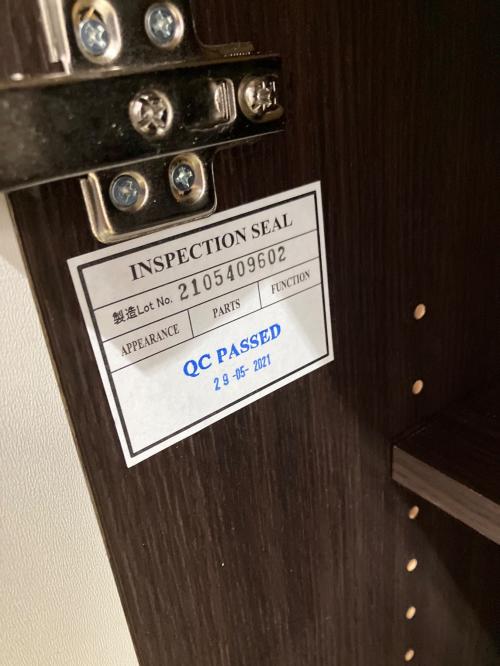 INSPECTION SEAL
製造Lot No. 2105409602
APPEARANCE PARTS FUNCTION
QC PASSED
29-05-2021